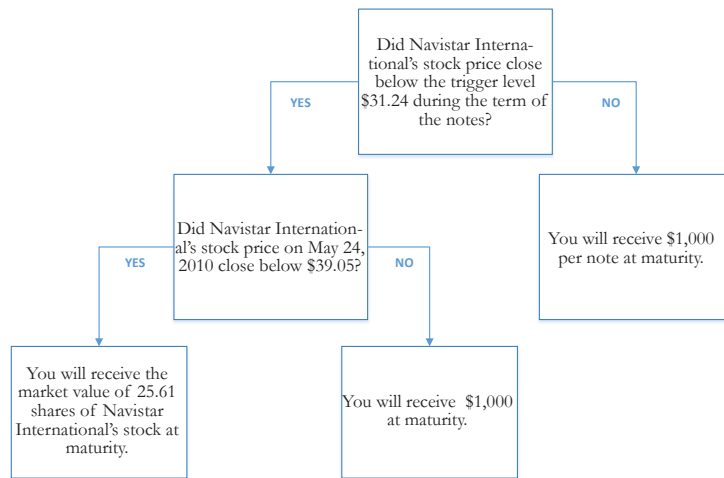 Did Navistar Interna-
tional's stock price close
below the trigger level
$31.24 during the term of
the notes?
YES
NO
Did Navistar Internation-
al's stock price on May 24,
2010 close below $39.05?
You will receive $1,000
per note at maturity.
YES
NO
You will receive the
market value of 25.61
shares of Navistar
International's stock at
maturity.
You will receive $1,000
at maturity.